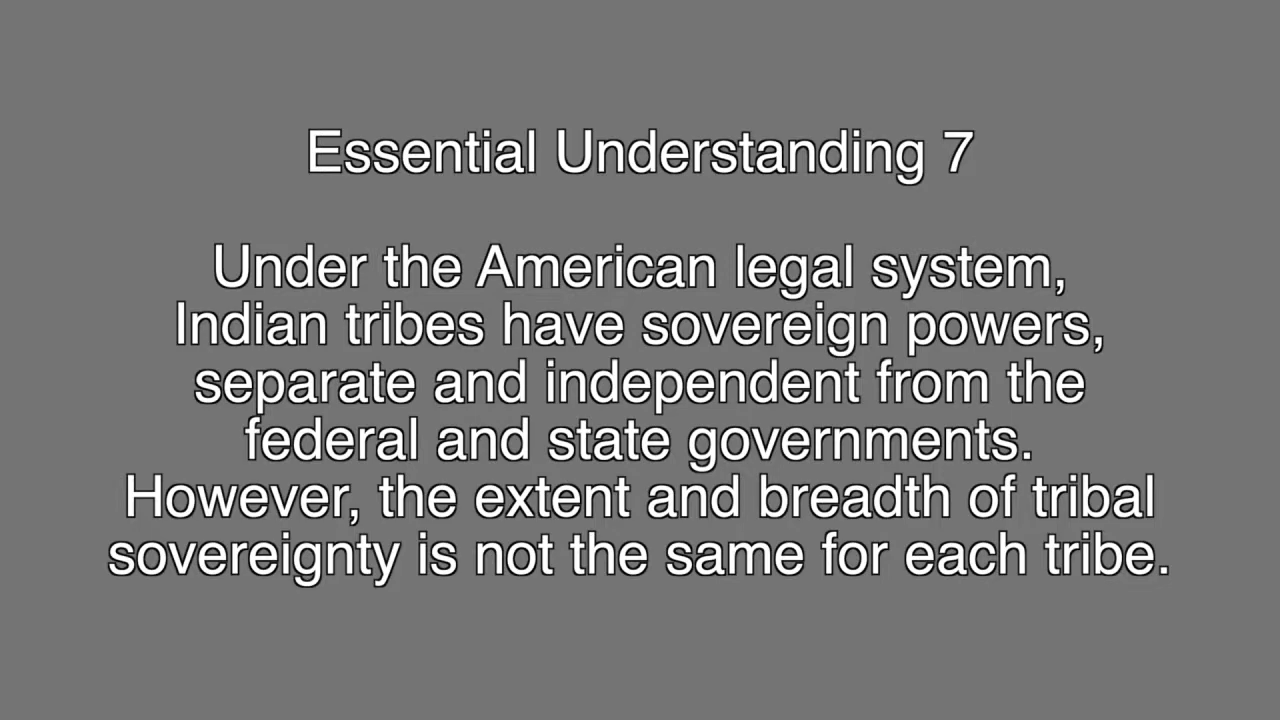 Essential Understanding 7
Under the American legal system,
Indian tribes have sovereign powers,
separate and independent from the
federal and state governments.
However, the extent and breadth of tribal
sovereignty is not the same for each tribe.